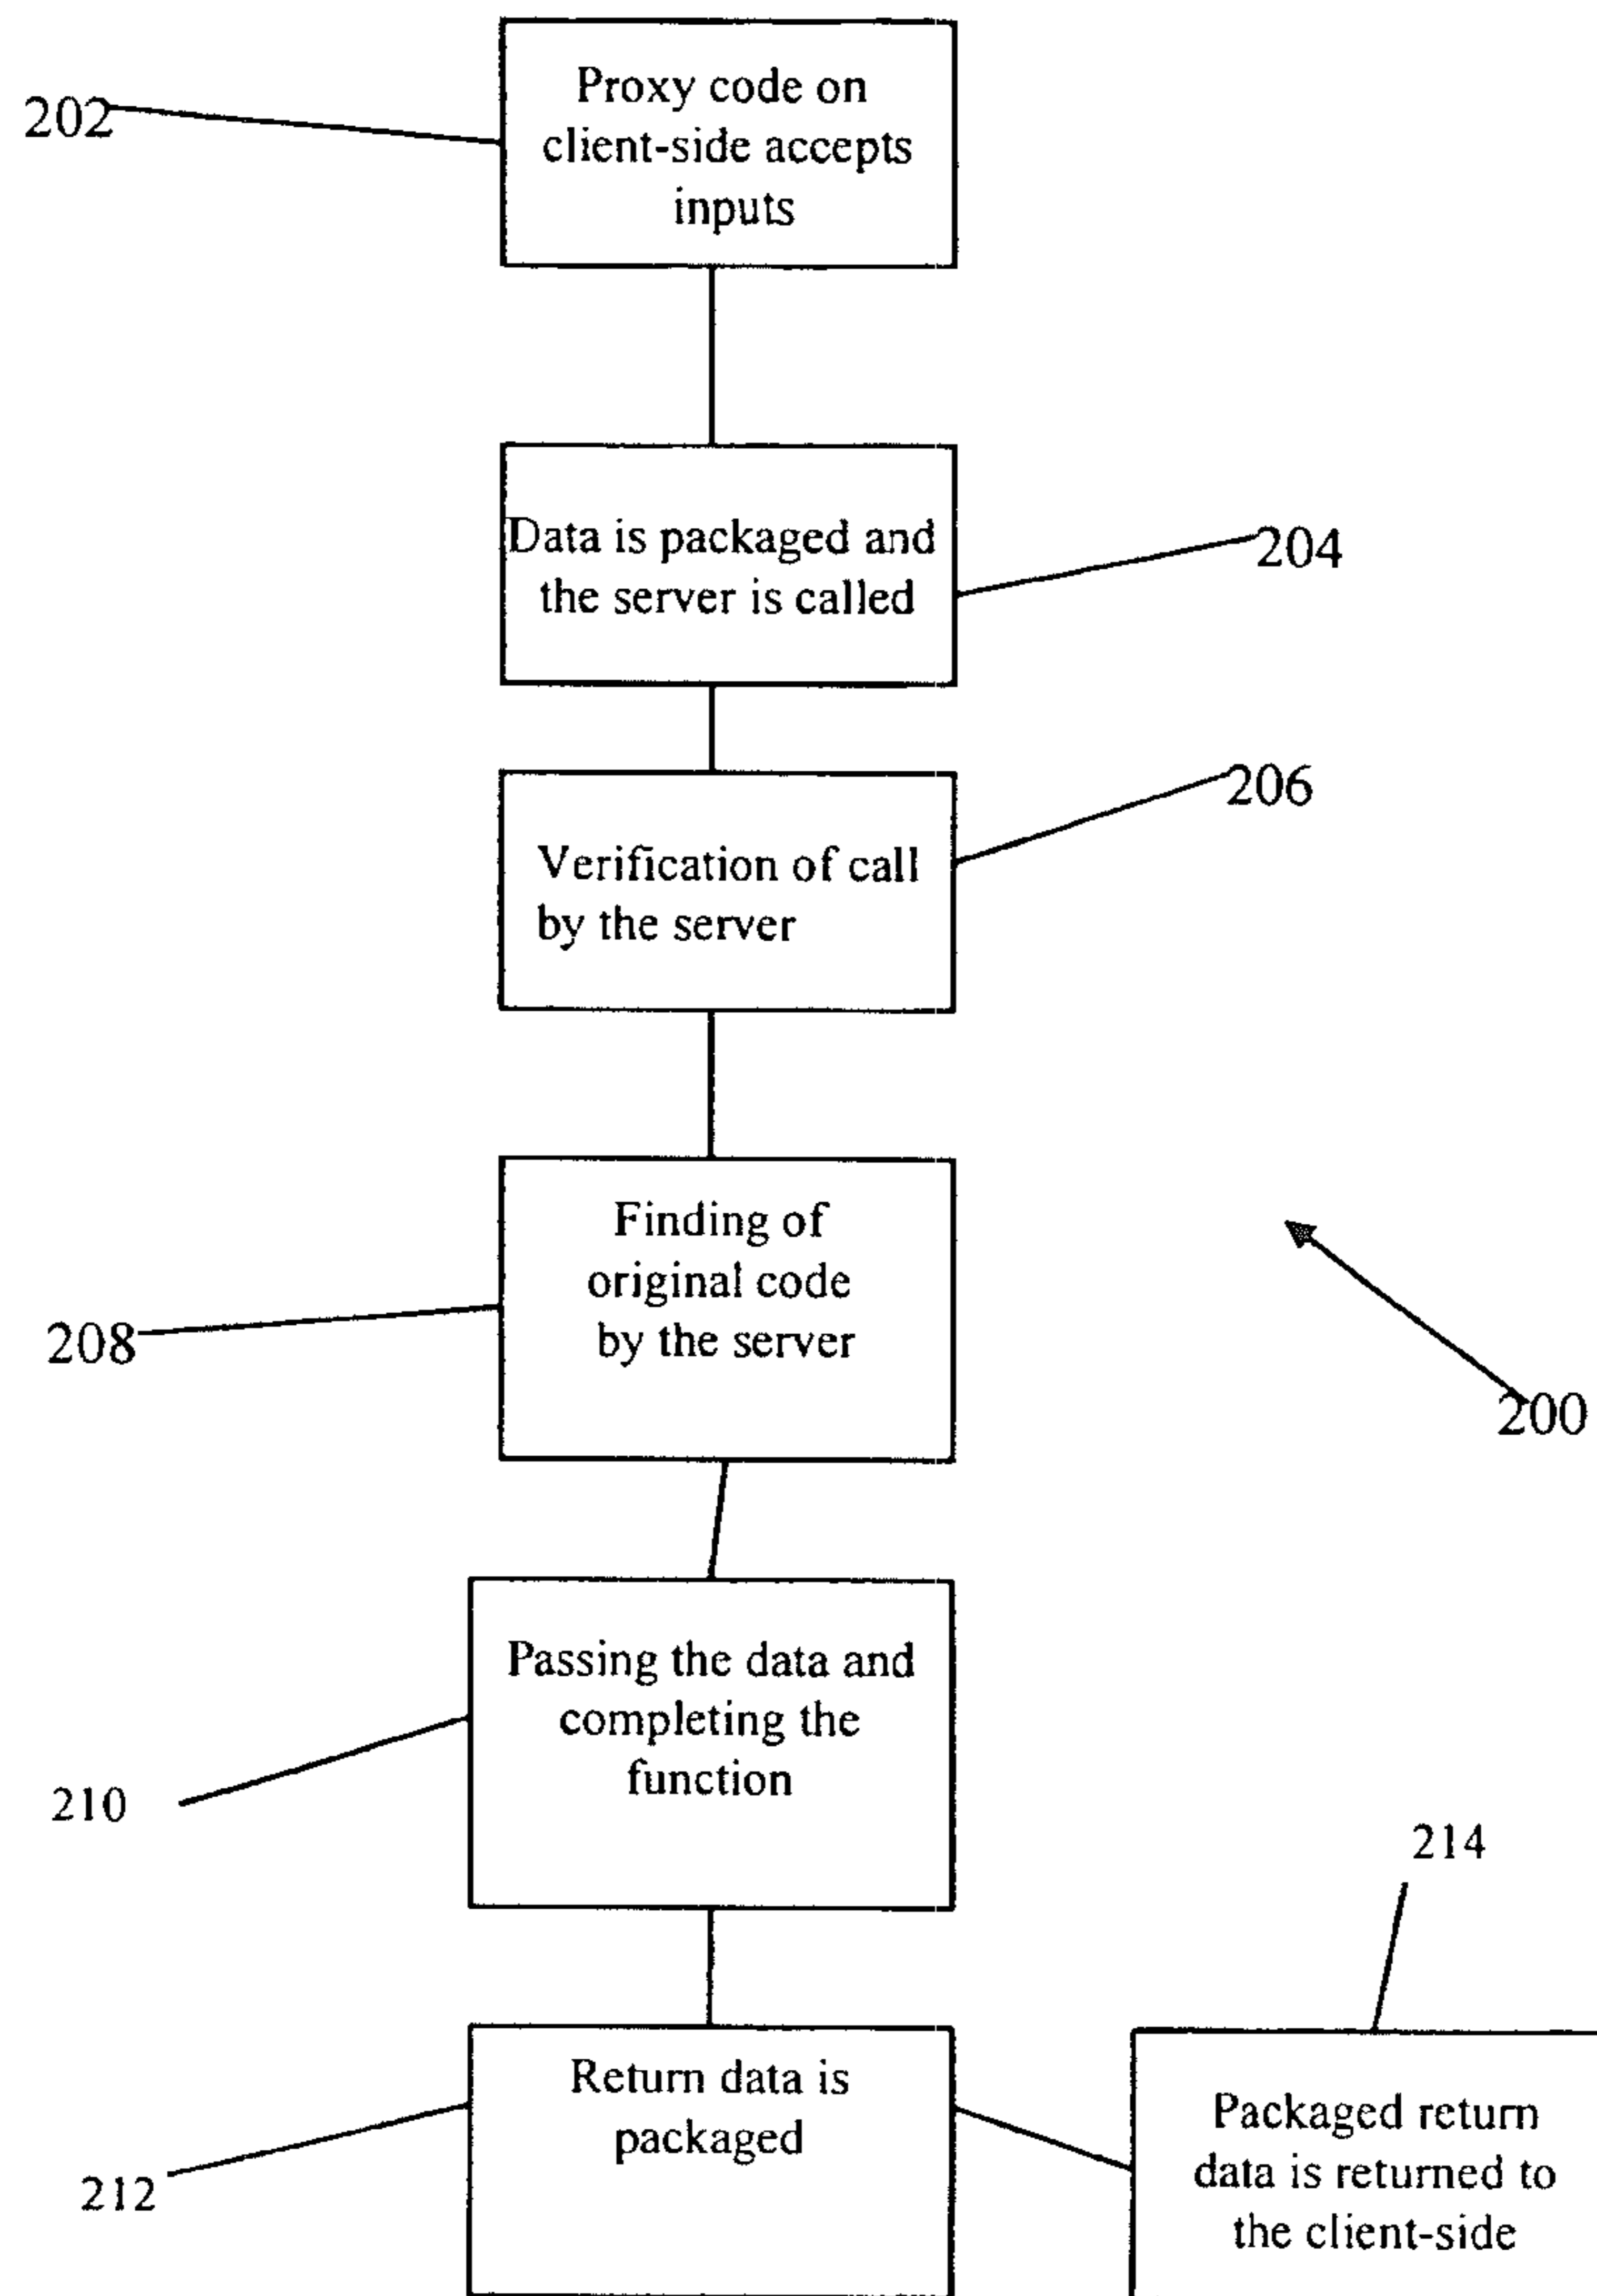 Proxy code on
client-side accepts
inputs
202
Data is packaged and
the server is called
204
206
Verification of call
by the server
Finding of
original code
by the server
208
200
Passing the data and
completing the
function
210
214
Return data is
packaged
212
Packaged return
data is returned to
the client-side